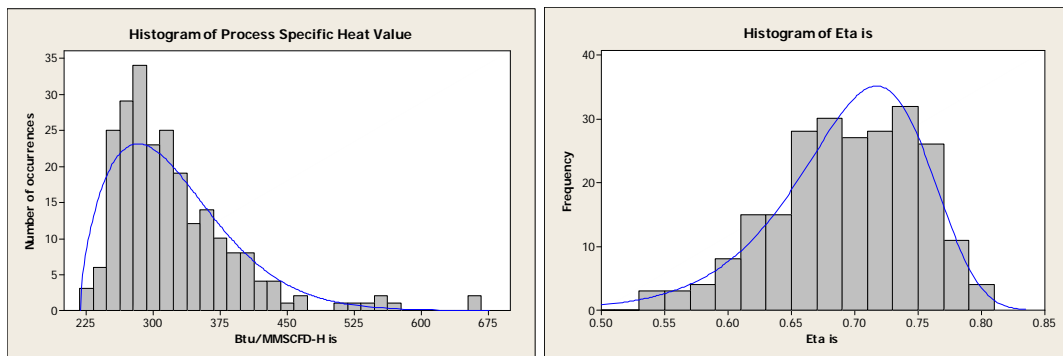 Histogram of Process Specific Heat Value
Number of occurrences
35
30
25
20
15
10
5
0
225 300 375 450 525 600 675
Btu/MMSCFD-H is
Histogram of Eta is
Frequency
40
30
20
10
0
0.50 0.55 0.60 0.65 0.70 0.75 0.80 0.85
Eta is